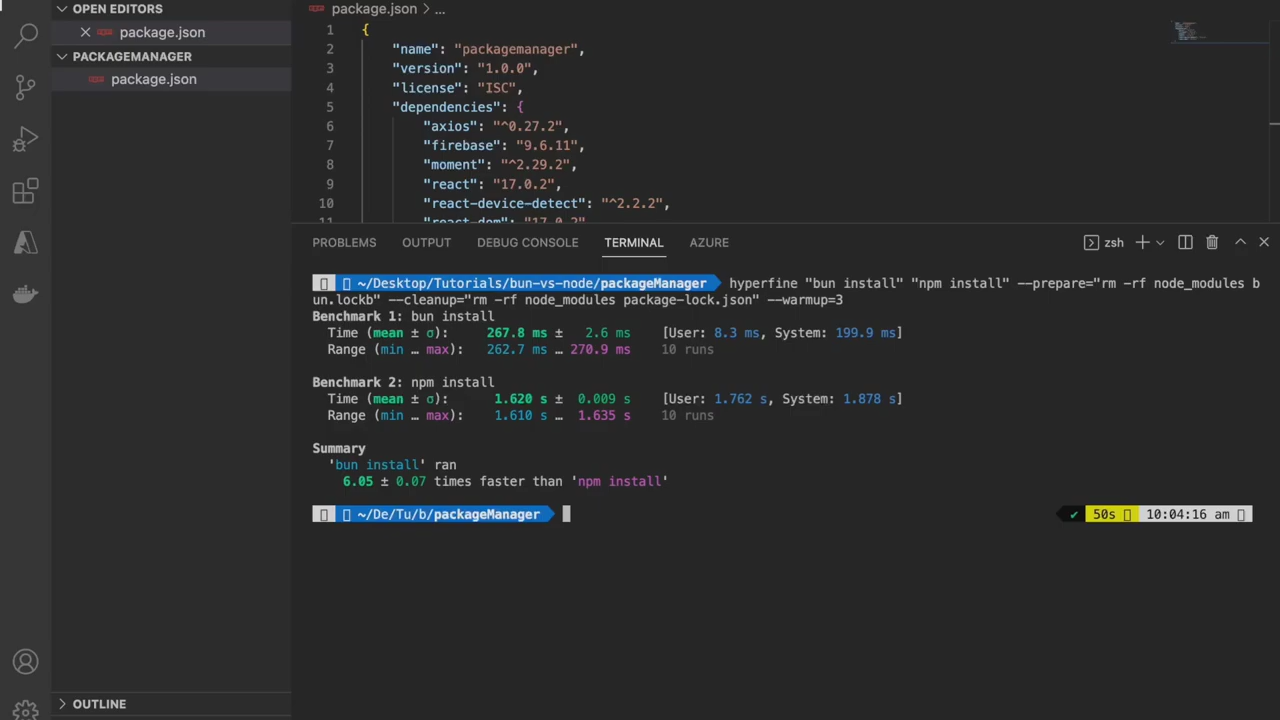 OPEN EDITORS
package.json
PACKAGEMANAGER
package.json
OUTLINE
package.json > ...
1 {
2 "name": "packagemanager",
3 "version": "1.0.0",
4 "license": "ISC",
5 "dependencies": {
6 "axios": "^0.27.2",
7 "firebase": "9.6.11",
8 "moment": "^2.29.2",
9 "react": "17.0.2",
10 "react-device-detect": "^2.2.2",
11 "react-dom": "17.0.2",
PROBLEMS OUTPUT DEBUG CONSOLE TERMINAL AZURE zsh
~/Desktop/Tutorials/bun-vs-node/packageManager hyperfine "bun install" "npm install" --prepare="rm -rf node_modules b
un.lockb" --cleanup="rm -rf node_modules package-lock.json" --warmup=3
Benchmark 1: bun install
Time (mean ± σ): 267.8 ms ± 2.6 ms [User: 8.3 ms, System: 199.9 ms]
Range (min … max): 262.7 ms … 270.9 ms 10 runs
Benchmark 2: npm install
Time (mean ± σ): 1.620 s ± 0.009 s [User: 1.762 s, System: 1.878 s]
Range (min … max): 1.610 s … 1.635 s 10 runs
Summary
'bun install' ran
6.05 ± 0.07 times faster than 'npm install'
~/De/Tu/b/packageManager ✔ 50s 10:04:16 am